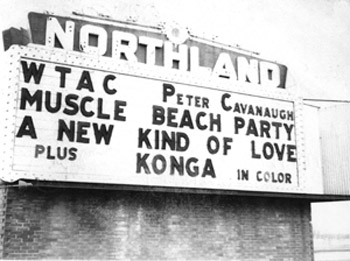 NORTHLAND
WTAC PETER CAVANAUGH
MUSCLE BEACH PARTY
A NEW KIND OF LOVE
PLUS KONGA IN COLOR